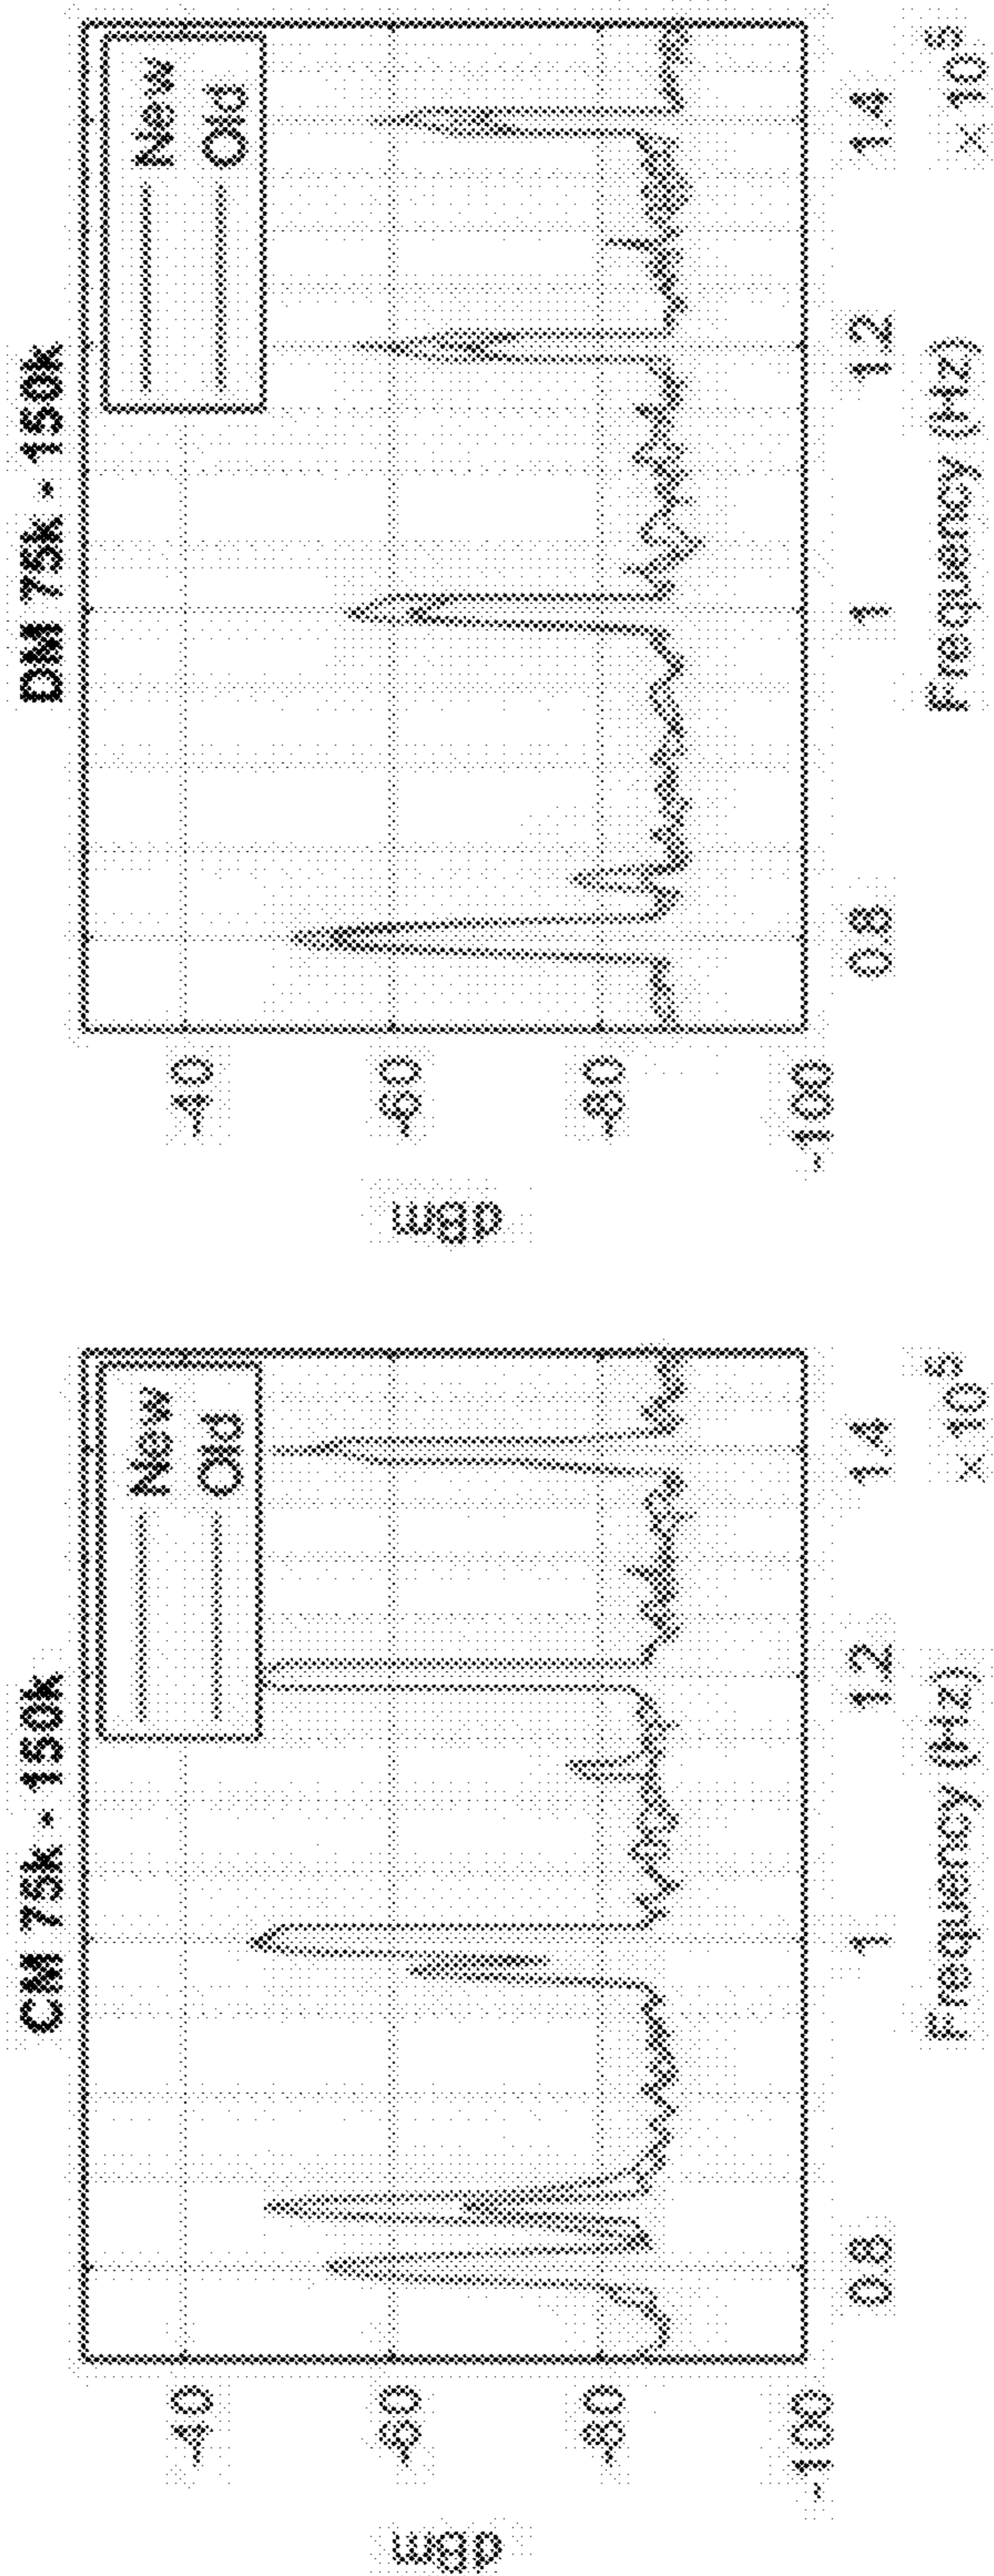 CM 75k - 150k
New
Old
dBm
-40
-60
-80
-100
0.8
1
1.2
1.4
Frequency (Hz)
x 10^5
DM 75k - 150k
New
Old
dBm
-40
-60
-80
-100
0.8
1
1.2
1.4
Frequency (Hz)
x 10^5